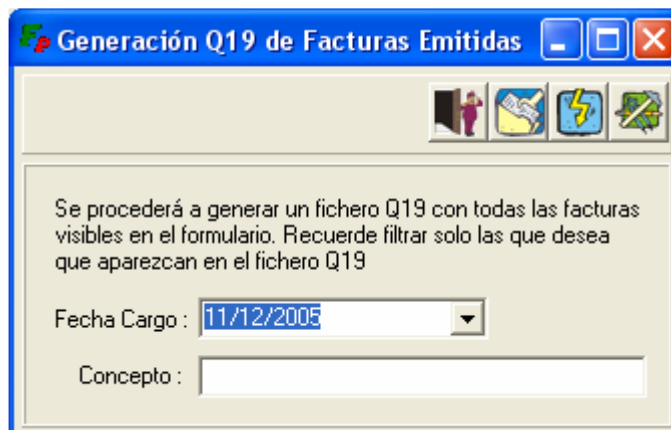 Fp Generación Q19 de Facturas Emitidas
Se procederá a generar un fichero Q19 con todas las facturas
visibles en el formulario. Recuerde filtrar solo las que desea
que aparezcan en el fichero Q19
Fecha Cargo : 11/12/2005
Concepto :